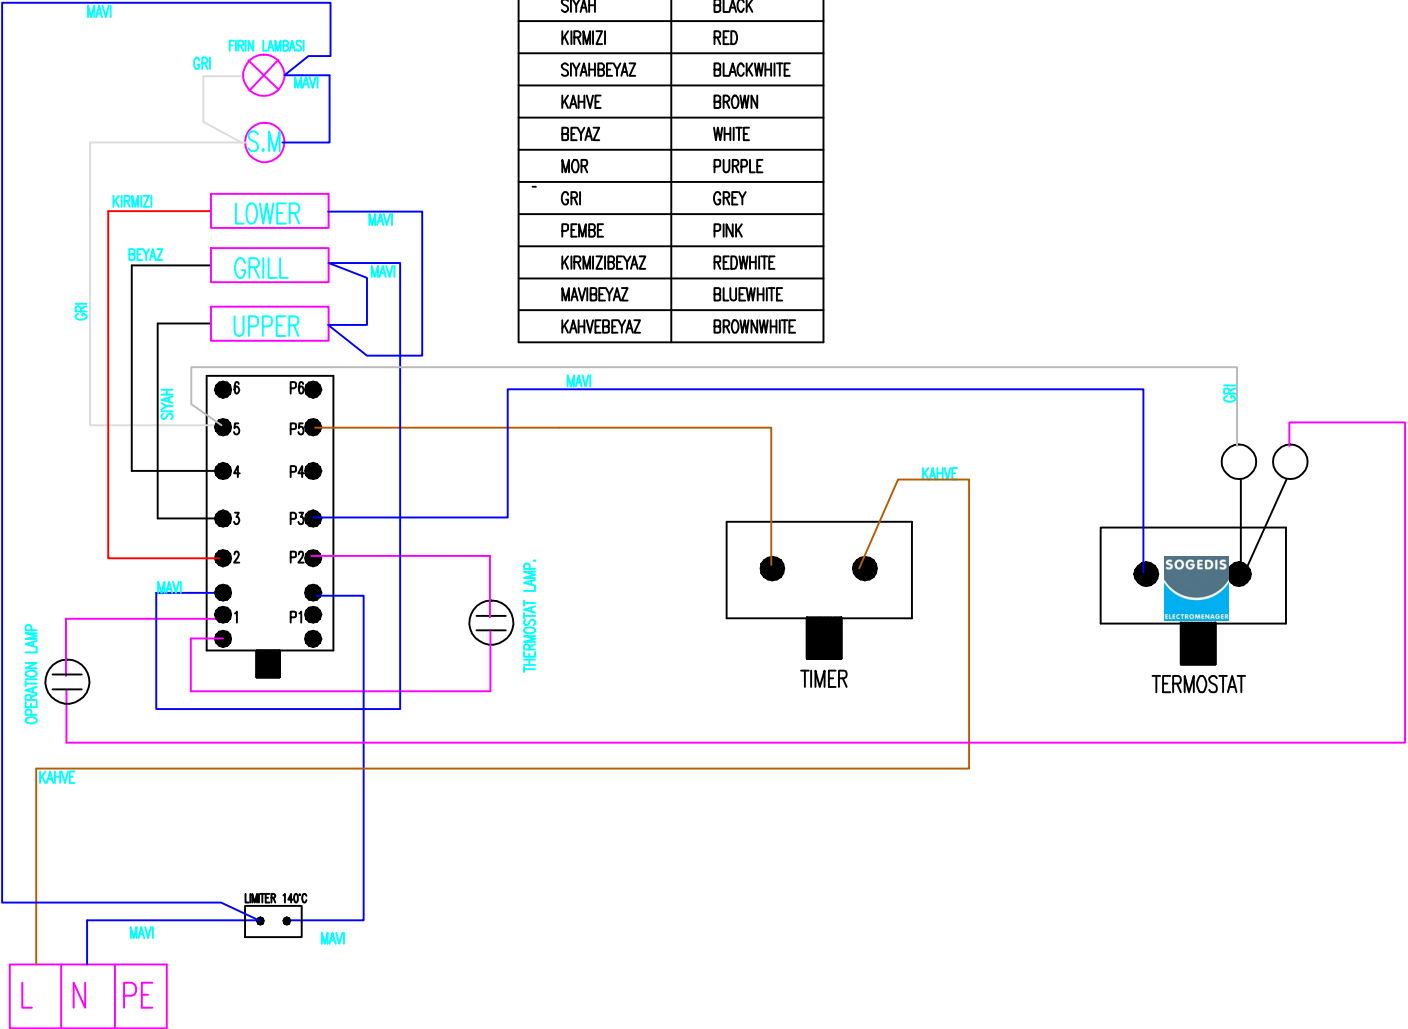 MAVI
SIYAH BLACK
KIRMIZI RED
SIYAHBEYAZ BLACKWHITE
KAHVE BROWN
BEYAZ WHITE
MOR PURPLE
GRI GREY
PEMBE PINK
KIRMIZIBEYAZ REDWHITE
MAVIBEYAZ BLUEWHITE
KAHVEBEYAZ BROWNWHITE
FIRIN LAMBASI
GRI
MAVI
S.M
KIRMIZI
LOWER
MAVI
BEYAZ
GRILL
MAVI
GRI
UPPER
SIYAH
MAVI
GRI
6 P6
5 P5
4 P4
3 P3
2 P2
1 P1
KAHVE
MAVI
SOGEDIS
ELECTROMENAGER
THERMOSTAT LAMP.
OPERATION LAMP
TIMER
TERMOSTAT
KAHVE
LIMITER 140°C
MAVI
MAVI
L N PE